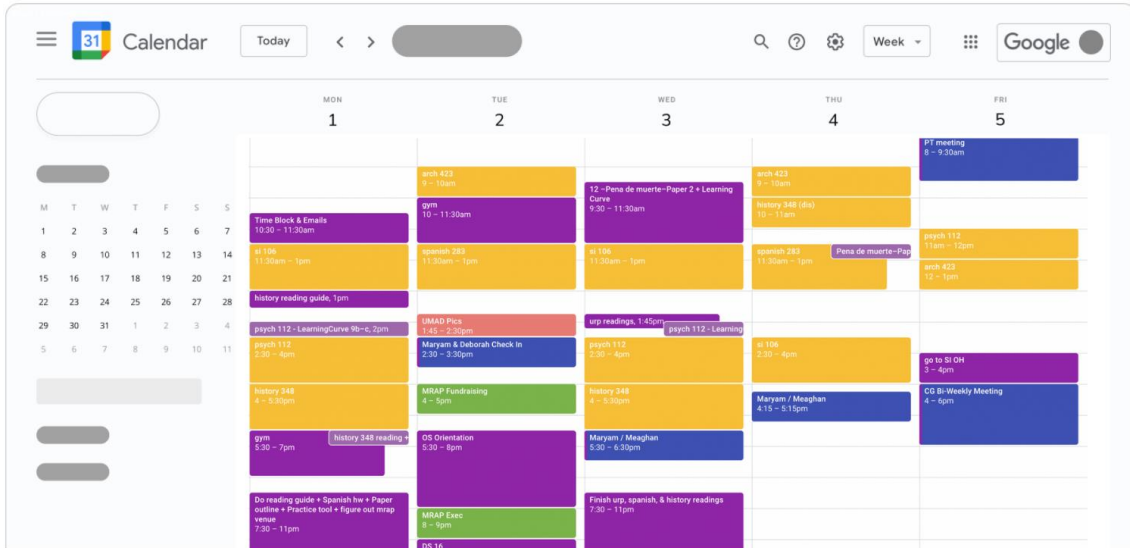 31
Calendar
Today
Week
Google
MON
1
TUE
2
WED
3
THU
4
FRI
5
M T W T F S S
1 2 3 4 5 6 7
8 9 10 11 12 13 14
15 16 17 18 19 20 21
22 23 24 25 26 27 28
29 30 31 1 2 3 4
5 6 7 8 9 10 11
Time Block & Emails
10:30 – 11:30am
si 106
11:30am – 1pm
history reading guide, 1pm
psych 112 - LearningCurve 9b–c, 2pm
psych 112
2:30 – 4pm
history 348
4 – 5:30pm
gym
5:30 – 7pm
history 348 reading +
Do reading guide + Spanish hw + Paper
outline + Practice tool + figure out mrap
venue
7:30 – 11pm
arch 423
9 – 10am
gym
10 – 11:30am
spanish 283
11:30am – 1pm
UMAD Pics
1:45 – 2:30pm
Maryam & Deborah Check In
2:30 – 3:30pm
MRAP Fundraising
4 – 5pm
OS Orientation
5:30 – 8pm
MRAP Exec
8 – 9pm
DS 16
12 –Pena de muerte–Paper 2 + Learning
Curve
9:30 – 11:30am
si 106
11:30am – 1pm
urp readings, 1:45pm
psych 112 - Learning
psych 112
2:30 – 4pm
history 348
4 – 5:30pm
Maryam / Meaghan
5:30 – 6:30pm
Finish urp, spanish, & history readings
7:30 – 11pm
arch 423
9 – 10am
history 348 (dis)
10 – 11am
spanish 283
11:30am – 1pm
Pena de muerte–Pap
si 106
2:30 – 4pm
Maryam / Meaghan
4:15 – 5:15pm
PT meeting
8 – 9:30am
psych 112
11am – 12pm
arch 423
12 – 1pm
go to SI OH
3 – 4pm
CG Bi-Weekly Meeting
4 – 6pm